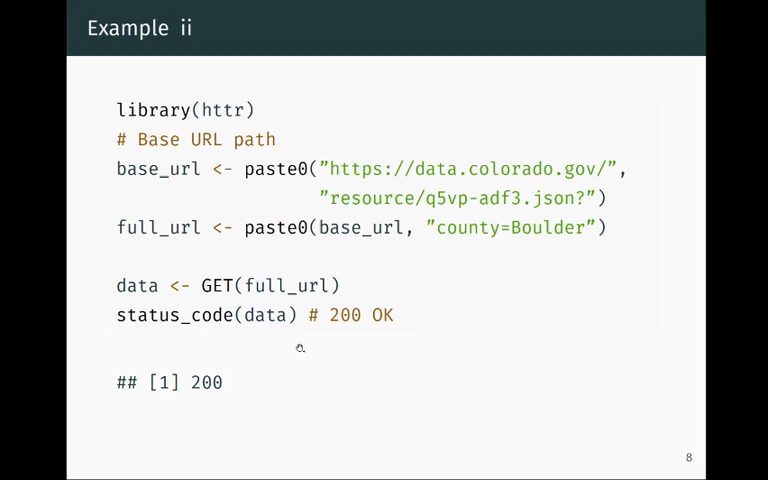 Example ii
library(httr)
# Base URL path
base_url <- paste0(”https://data.colorado.gov/”,
”resource/q5vp-adf3.json?”)
full_url <- paste0(base_url, ”county=Boulder”)
data <- GET(full_url)
status_code(data) # 200 OK
## [1] 200
8